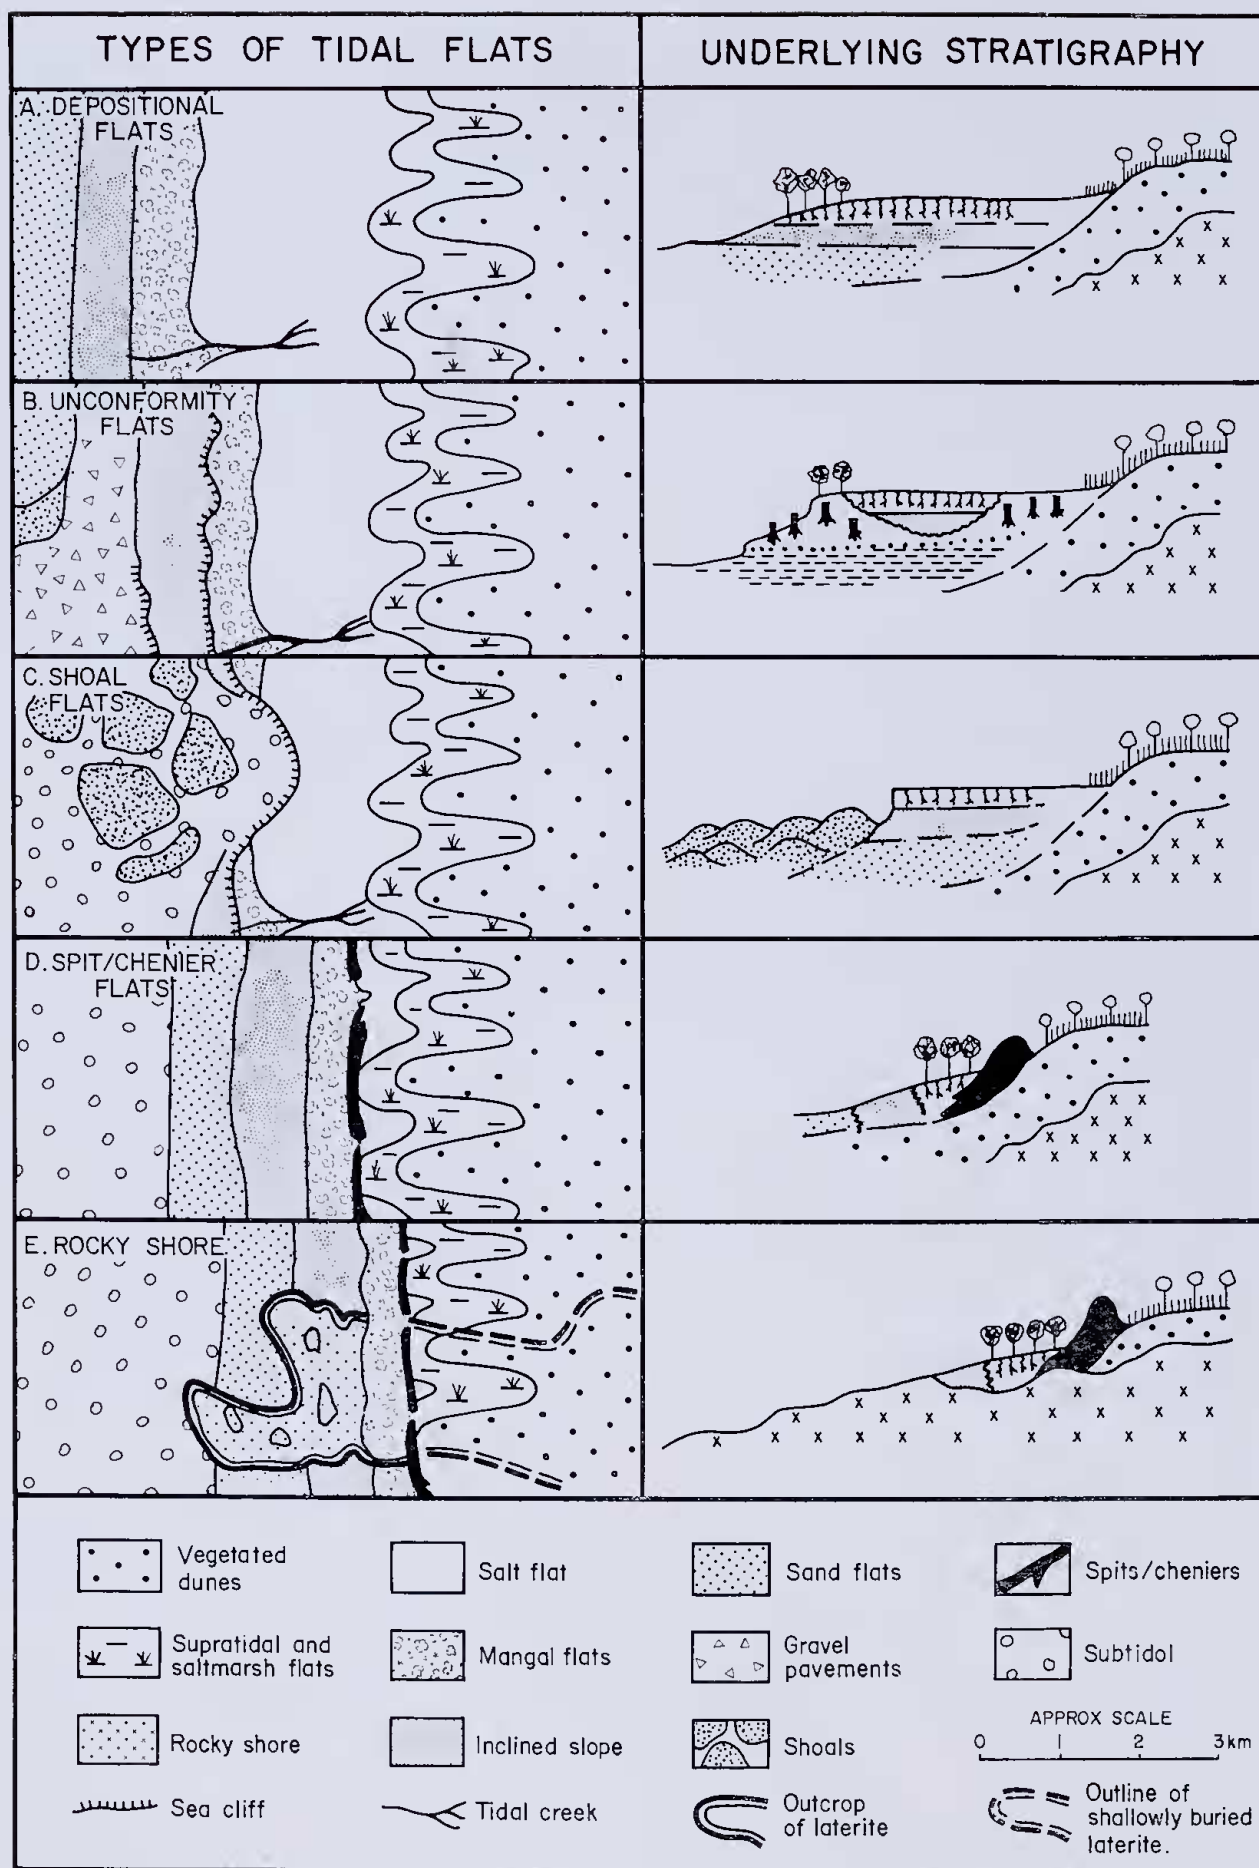 TYPES OF TIDAL FLATS
UNDERLYING STRATIGRAPHY
A. DEPOSITIONAL
FLATS
B. UNCONFORMITY
FLATS
C. SHOAL
FLATS
D. SPIT/CHENIER
FLATS
E. ROCKY SHORE
Vegetated
dunes
Salt flat
Sand flats
Spits/cheniers
Supratidal and
saltmarsh flats
Mangal flats
Gravel
pavements
Subtidol
Rocky shore
Inclined slope
Shoals
APPROX SCALE
0 1 2 3km
Sea cliff
Tidal creek
Outcrop
of laterite
Outline of
shallowly buried
laterite.